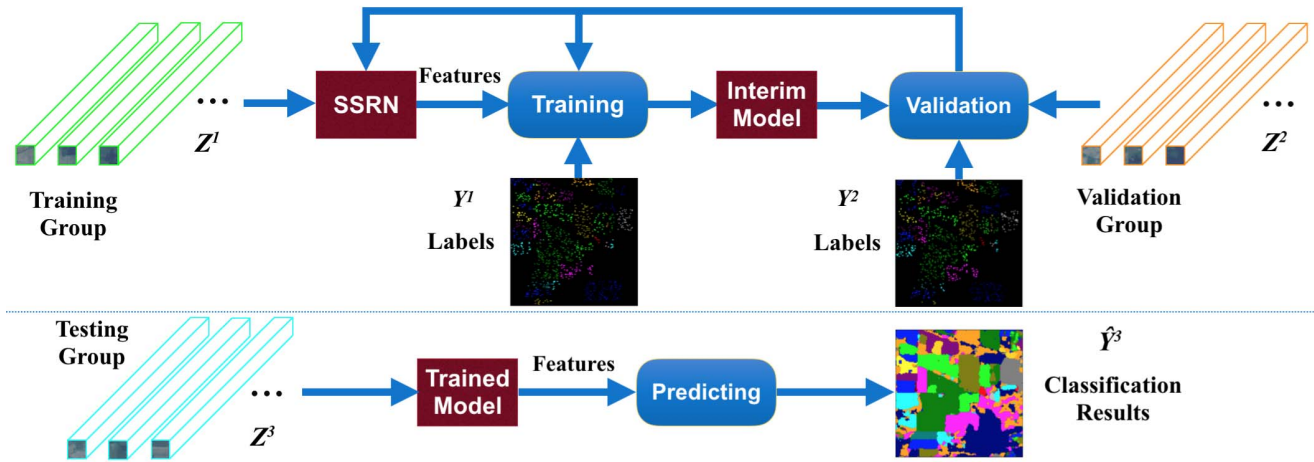 Training
Group
...
Z¹
SSRN
Features
Training
Interim
Model
Validation
...
Z²
Validation
Group
Y¹
Labels
Y²
Labels
Testing
Group
...
Z³
Trained
Model
Features
Predicting
Ŷ³
Classification
Results